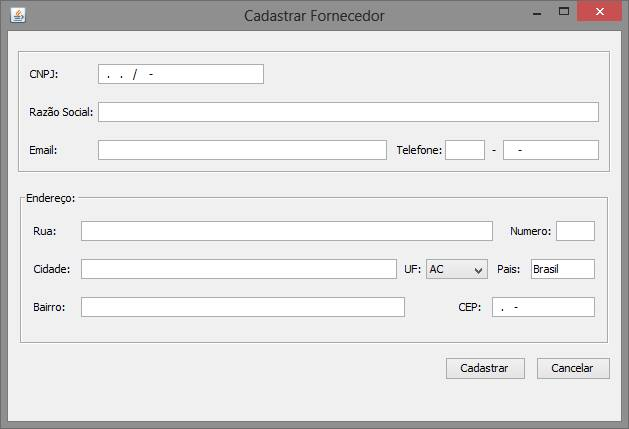 Cadastrar Fornecedor
CNPJ: . . / -
Razão Social:
Email: Telefone: - -
Endereço:
Rua: Numero:
Cidade: UF: AC Pais: Brasil
Bairro: CEP: . -
Cadastrar Cancelar